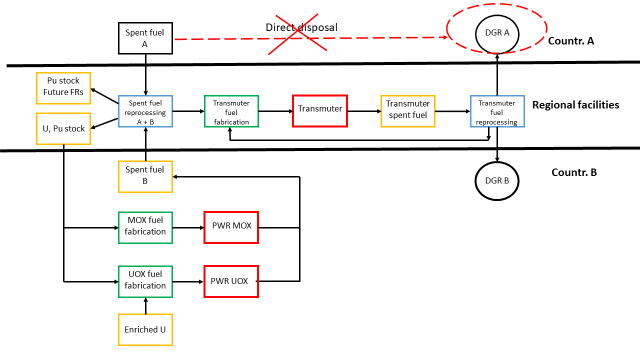 Spent fuel
A
Direct disposal
DGR A
Countr. A
Pu stock
Future FRs
U, Pu stock
Spent fuel
reprocessing
A + B
Transmuter
fuel
fabrication
Transmuter
Transmuter
spent fuel
Transmuter
fuel
reprocessing
Regional facilities
Spent fuel
B
DGR B
Countr. B
MOX fuel
fabrication
PWR MOX
UOX fuel
fabrication
PWR UOX
Enriched U